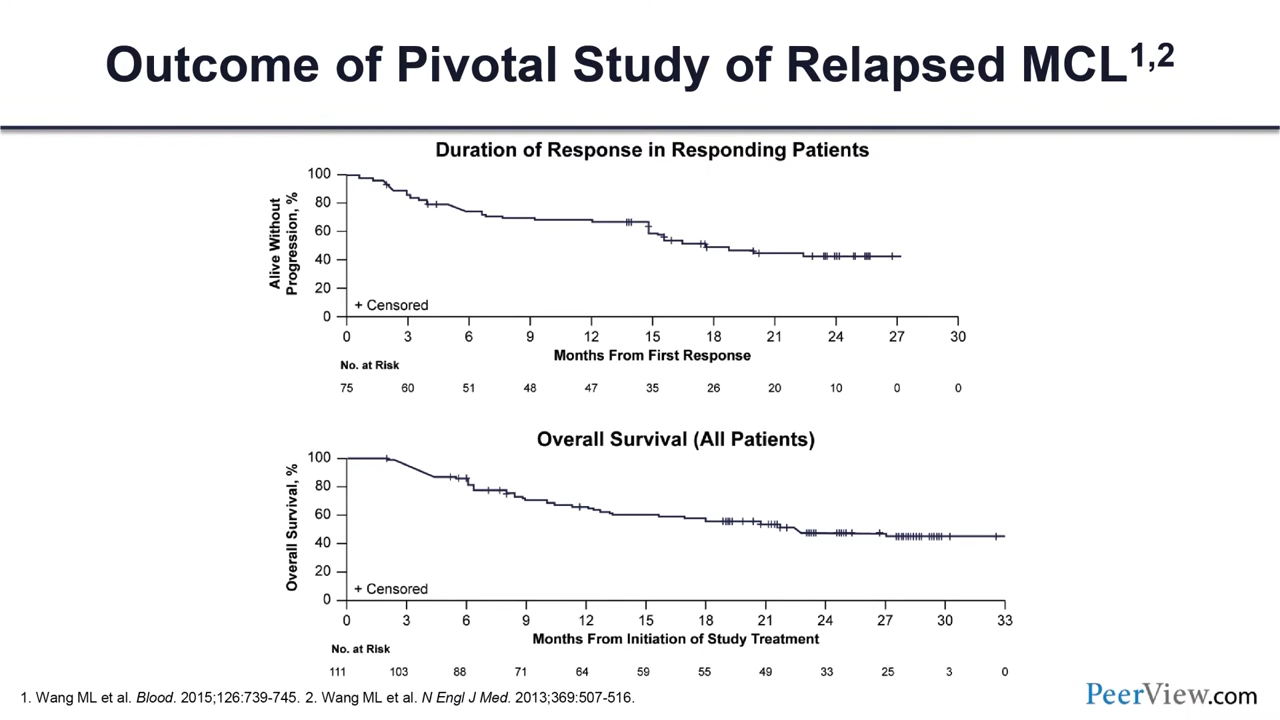 Outcome of Pivotal Study of Relapsed MCL1,2
Duration of Response in Responding Patients
Alive Without
Progression, %
100
80
60
40
20
0
+ Censored
0 3 6 9 12 15 18 21 24 27 30
Months From First Response
No. at Risk
75 60 51 48 47 35 26 20 10 0 0
Overall Survival (All Patients)
Overall Survival, %
100
80
60
40
20
0
+ Censored
0 3 6 9 12 15 18 21 24 27 30 33
Months From Initiation of Study Treatment
No. at Risk
111 103 88 71 64 59 55 49 33 25 3 0
1. Wang ML et al. Blood. 2015;126:739-745. 2. Wang ML et al. N Engl J Med. 2013;369:507-516.
PeerView.com